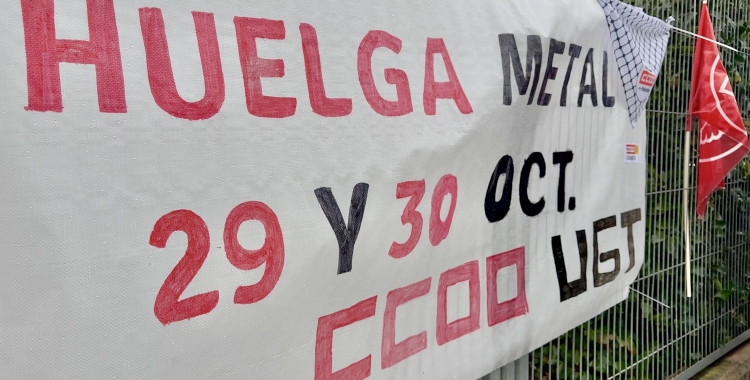 HUELGA METAL
29 Y 30 OCT.
CCOO UGT